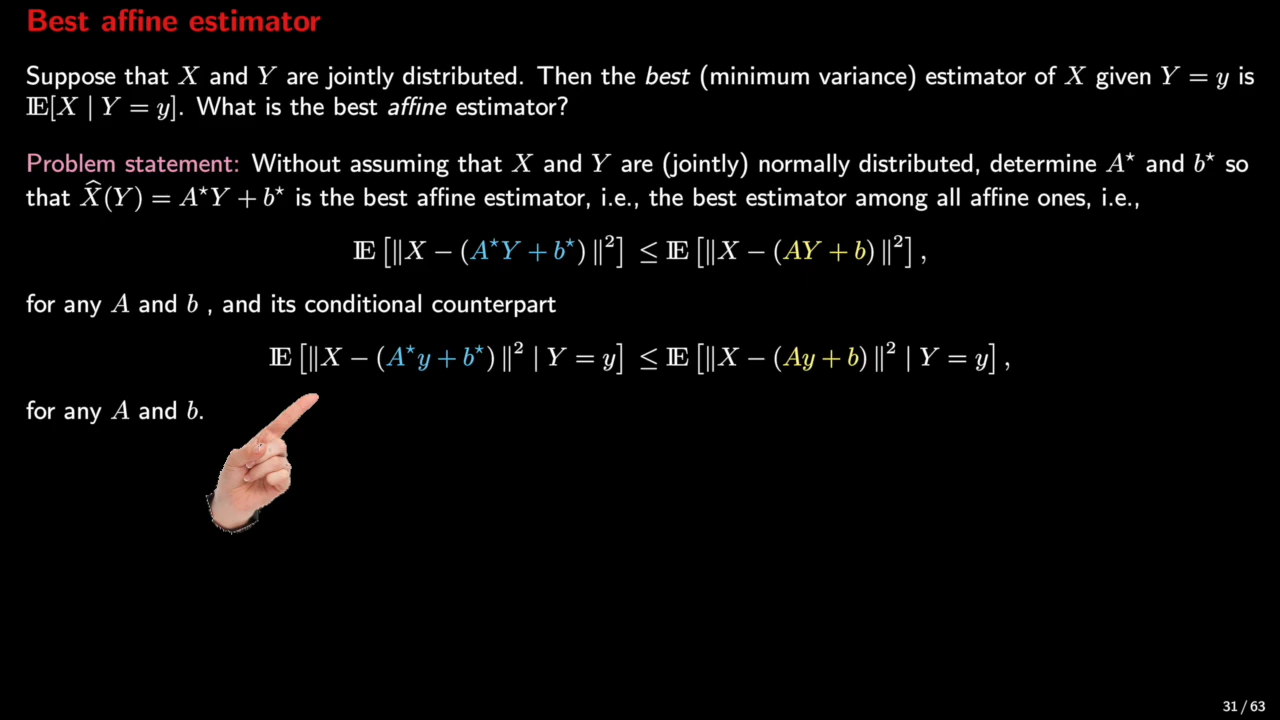 Best affine estimator
Suppose that X and Y are jointly distributed. Then the best (minimum variance) estimator of X given Y = y is
𝔼[X | Y = y]. What is the best affine estimator?
Problem statement: Without assuming that X and Y are (jointly) normally distributed, determine A⋆ and b⋆ so
that X̂(Y) = A⋆Y + b⋆ is the best affine estimator, i.e., the best estimator among all affine ones, i.e.,
𝔼 [‖X − (A⋆Y + b⋆) ‖²] ≤ 𝔼 [‖X − (AY + b) ‖²] ,
for any A and b , and its conditional counterpart
𝔼 [‖X − (A⋆y + b⋆) ‖² | Y = y] ≤ 𝔼 [‖X − (Ay + b) ‖² | Y = y] ,
for any A and b.
31 / 63